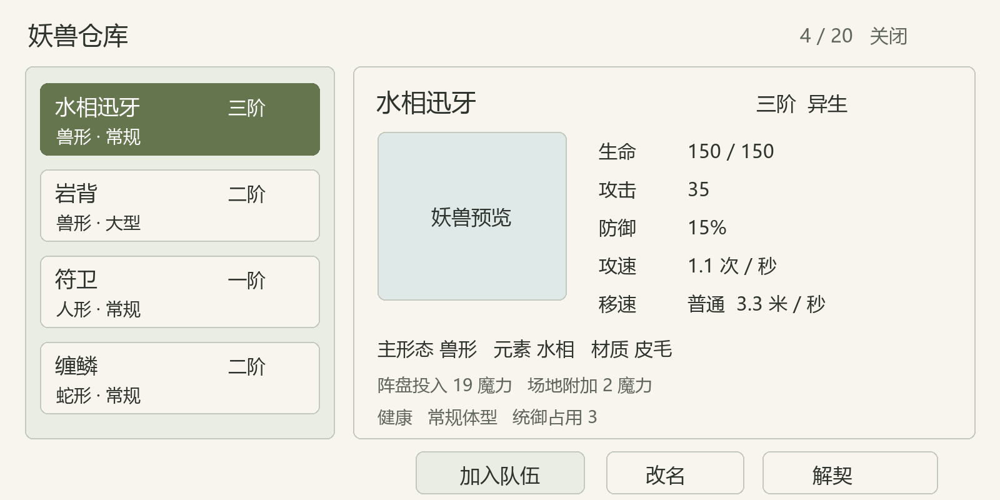 妖兽仓库
4 / 20 关闭
水相迅牙 三阶
兽形 · 常规
岩背 二阶
兽形 · 大型
符卫 一阶
人形 · 常规
缠鳞 二阶
蛇形 · 常规
水相迅牙 三阶 异生
妖兽预览
生命 150 / 150
攻击 35
防御 15%
攻速 1.1 次 / 秒
移速 普通 3.3 米 / 秒
主形态 兽形 元素 水相 材质 皮毛
阵盘投入 19 魔力 场地附加 2 魔力
健康 常规体型 统御占用 3
加入队伍 改名 解契